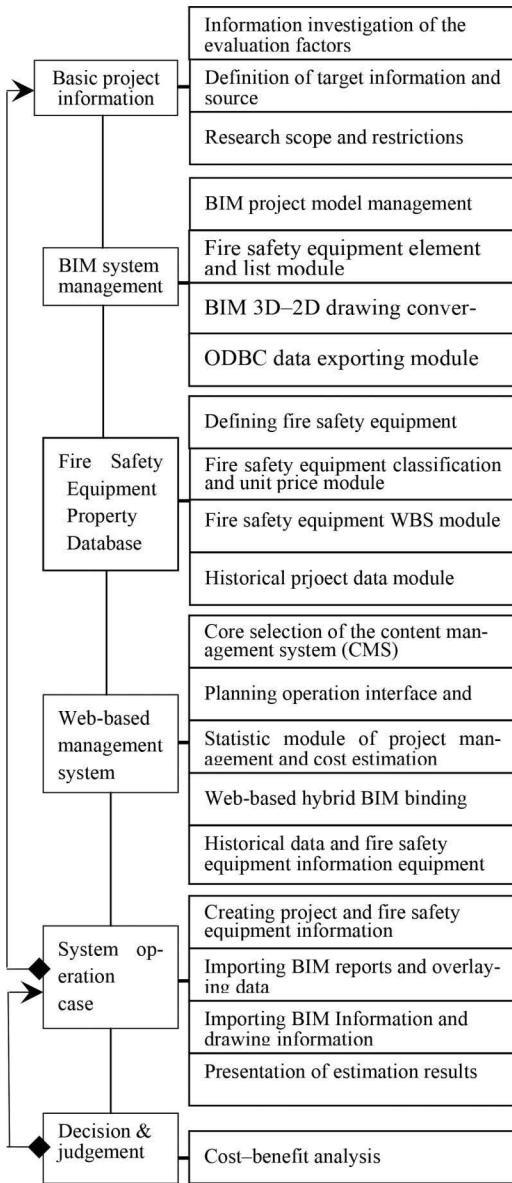 Information investigation of the
evaluation factors
Basic project
information
Definition of target information and
source
Research scope and restrictions
BIM project model management
BIM system
management
Fire safety equipment element
and list module
BIM 3D–2D drawing conver-
ODBC data exporting module
Fire Safety
Equipment
Property
Database
Defining fire safety equipment
Fire safety equipment classification
and unit price module
Fire safety equipment WBS module
Historical prjoect data module
Web-based
management
system
Core selection of the content man-
agement system (CMS)
Planning operation interface and
Statistic module of project man-
agement and cost estimation
Web-based hybrid BIM binding
Historical data and fire safety
equipment information equipment
System op-
eration
case
Creating project and fire safety
equipment information
Importing BIM reports and overlay-
ing data
Importing BIM Information and
drawing information
Presentation of estimation results
Decision &
judgement
Cost–benefit analysis